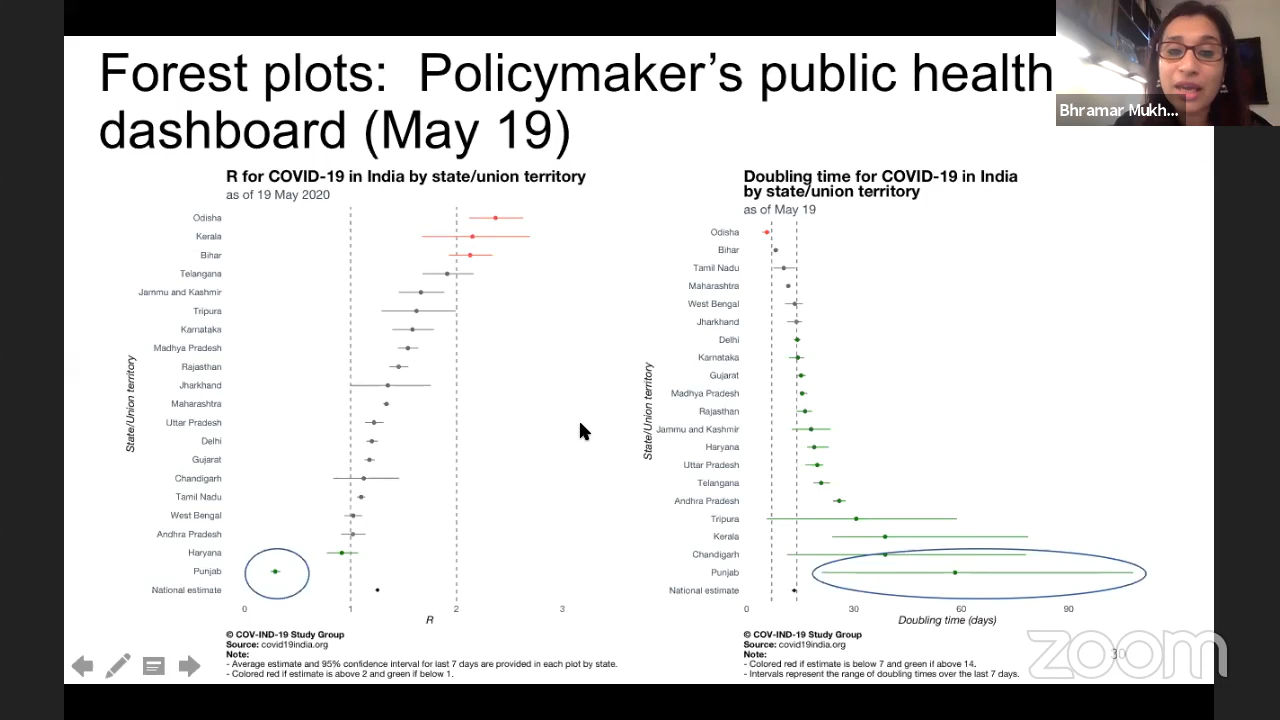 Forest plots:  Policymaker's public health
dashboard (May 19)
Bhramar Mukh...
R for COVID-19 in India by state/union territory
as of 19 May 2020
State/Union territory
Odisha
Kerala
Bihar
Telangana
Jammu and Kashmir
Tripura
Karnataka
Madhya Pradesh
Rajasthan
Jharkhand
Maharashtra
Uttar Pradesh
Delhi
Gujarat
Chandigarh
Tamil Nadu
West Bengal
Andhra Pradesh
Haryana
Punjab
National estimate
0 1 2 3
R
© COV-IND-19 Study Group
Source: covid19india.org
Note:
- Average estimate and 95% confidence interval for last 7 days are provided in each plot by state.
- Colored red if estimate is above 2 and green if below 1.
Doubling time for COVID-19 in India
by state/union territory
as of May 19
State/Union territory
Odisha
Bihar
Tamil Nadu
Maharashtra
West Bengal
Jharkhand
Delhi
Karnataka
Gujarat
Madhya Pradesh
Rajasthan
Jammu and Kashmir
Haryana
Uttar Pradesh
Telangana
Andhra Pradesh
Tripura
Kerala
Chandigarh
Punjab
National estimate
0 30 60 90
Doubling time (days)
© COV-IND-19 Study Group
Source: covid19india.org
Note:
- Colored red if estimate is below 7 and green if above 14.
- Intervals represent the range of doubling times over the last 7 days.
30
zoom